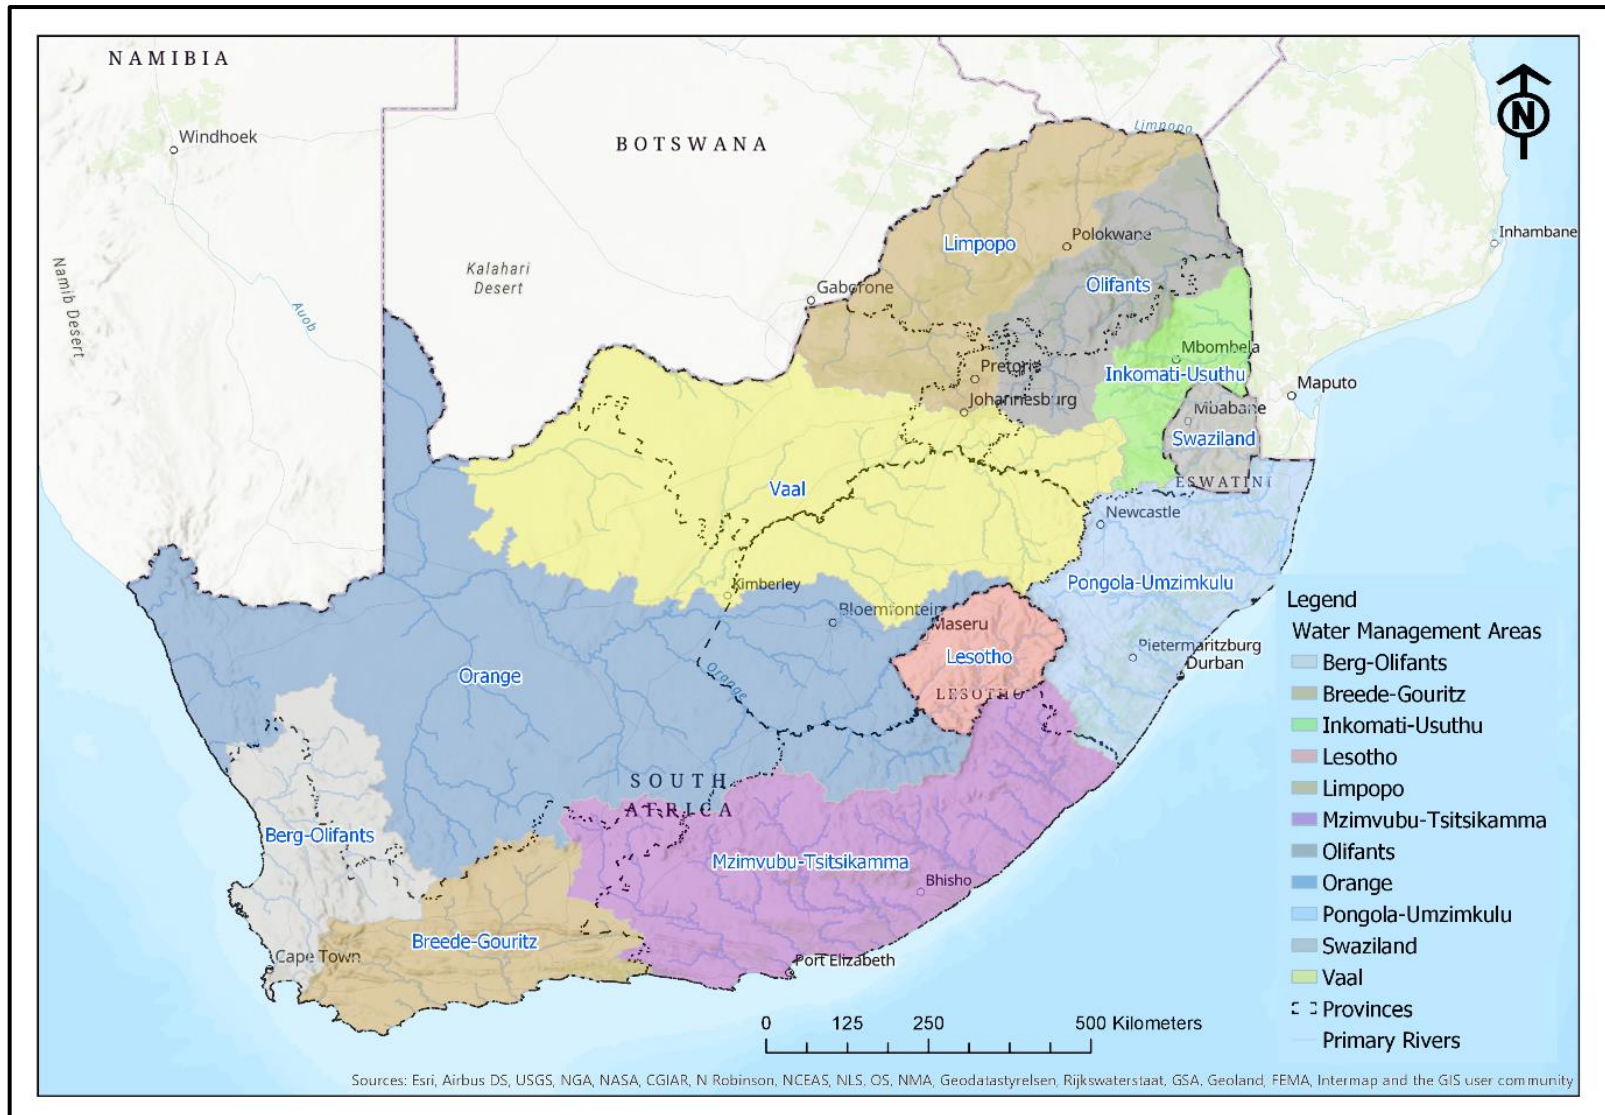 NAMIBIA
Windhoek
BOTSWANA
Limpopo
N
Namib Desert
Auob
Kalahari
Desert
Gaborone
Limpopo
Polokwane
Olifants
Inhambane
Mbombela
Inkomati-Usuthu
Pretoria
Johannesburg
Mbabane
Maputo
Swaziland
ESWATINI
Vaal
Newcastle
Kimberley
Bloemfontein
Pongola-Umzimkulu
Maseru
Lesotho
LESOTHO
Pietermaritzburg
Durban
Orange
Orange
SOUTH
AFRICA
Berg-Olifants
Mzimvubu-Tsitsikamma
Bhisho
Breede-Gouritz
Cape Town
Port Elizabeth
Legend
Water Management Areas
Berg-Olifants
Breede-Gouritz
Inkomati-Usuthu
Lesotho
Limpopo
Mzimvubu-Tsitsikamma
Olifants
Orange
Pongola-Umzimkulu
Swaziland
Vaal
Provinces
Primary Rivers
0 125 250 500 Kilometers
Sources: Esri, Airbus DS, USGS, NGA, NASA, CGIAR, N Robinson, NCEAS, NLS, OS, NMA, Geodatastyrelsen, Rijkswaterstaat, GSA, Geoland, FEMA, Intermap and the GIS user community